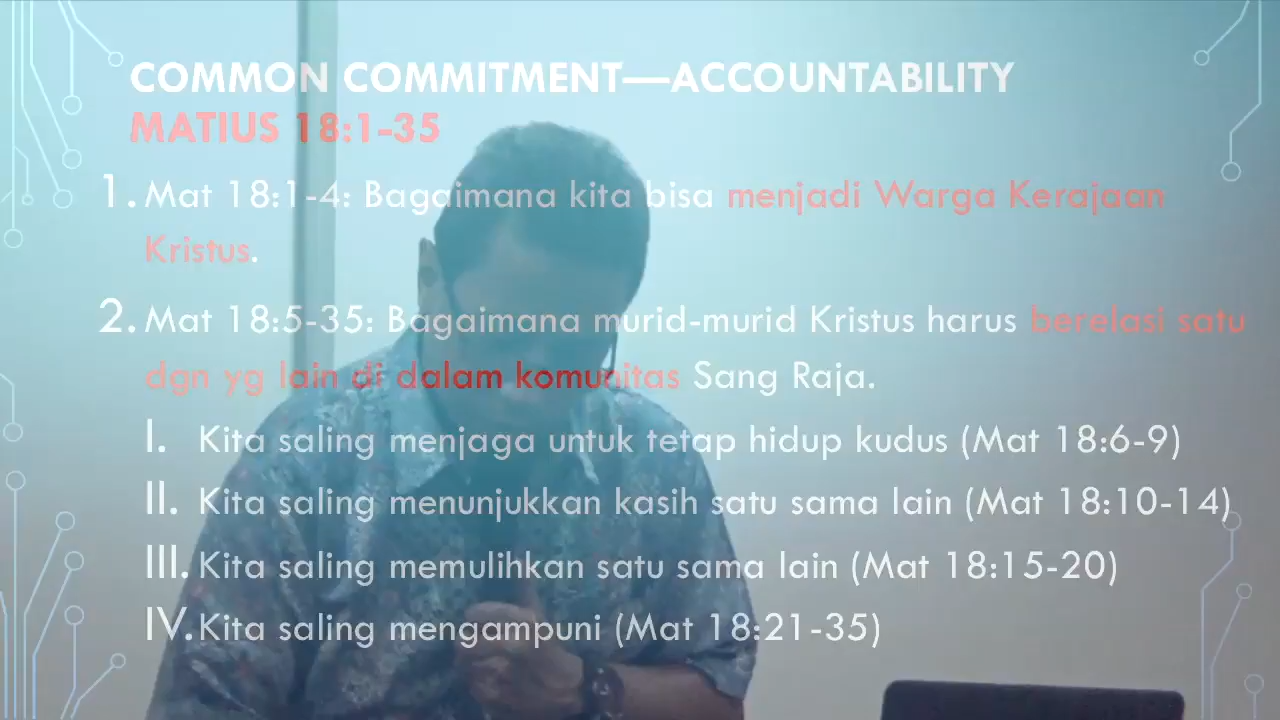 COMMON COMMITMENT—ACCOUNTABILITY
MATIUS 18:1-35
1. Mat 18:1-4: Bagaimana kita bisa menjadi Warga Kerajaan
Kristus.
2. Mat 18:5-35: Bagaimana murid-murid Kristus harus berelasi satu
dgn yg lain di dalam komunitas Sang Raja.
I. Kita saling menjaga untuk tetap hidup kudus (Mat 18:6-9)
II. Kita saling menunjukkan kasih satu sama lain (Mat 18:10-14)
III. Kita saling memulihkan satu sama lain (Mat 18:15-20)
IV. Kita saling mengampuni (Mat 18:21-35)